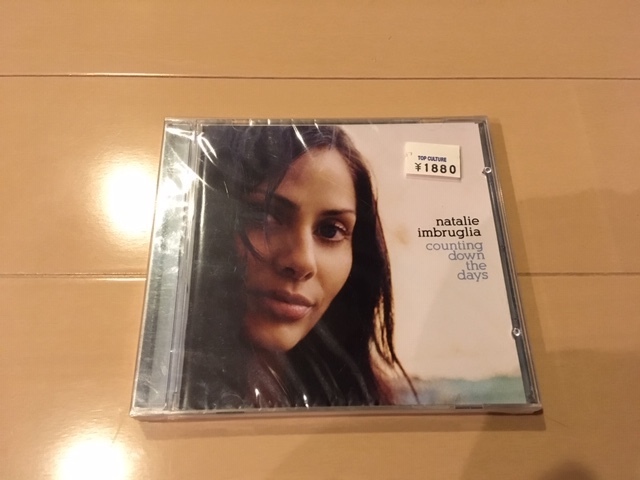 TOP CULTURE
¥1880
natalie
imbruglia
counting
down
the
days